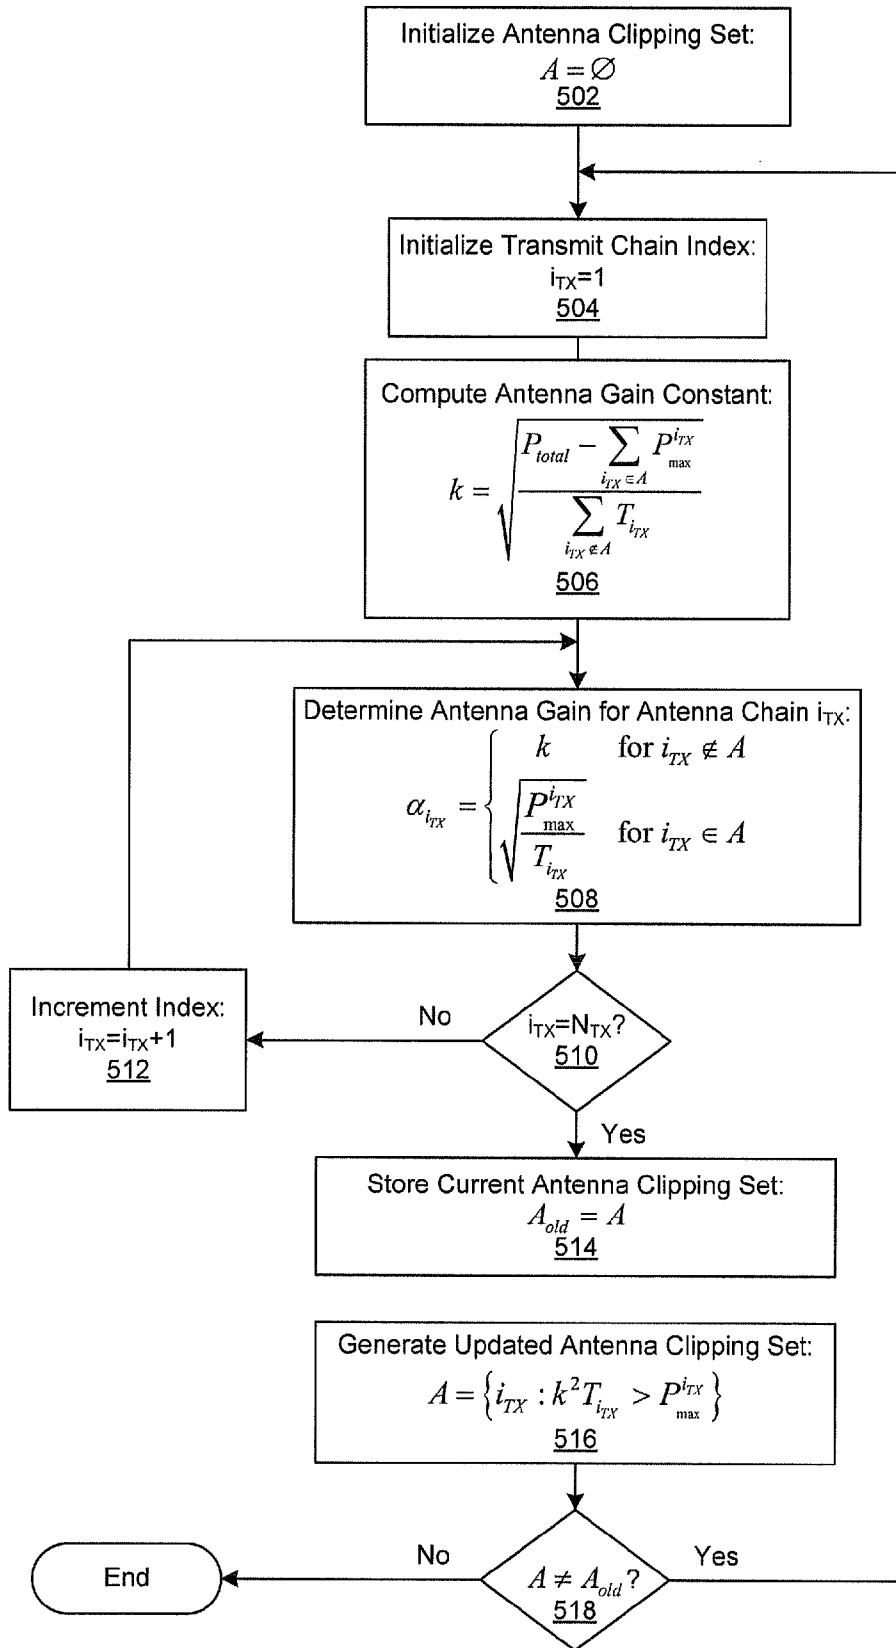 Initialize Antenna Clipping Set:
A = ∅
502
Initialize Transmit Chain Index:
i_TX=1
504
Compute Antenna Gain Constant:
k = √((P_total − ∑_{i_TX ∈ A} P_max^{i_TX}) / (∑_{i_TX ∉ A} T_{i_TX}))
506
Determine Antenna Gain for Antenna Chain i_TX:
α_{i_TX} = { k for i_TX ∉ A
√(P_max^{i_TX} / T_{i_TX}) for i_TX ∈ A
508
i_TX=N_TX?
510
No
Increment Index:
i_TX=i_TX+1
512
Yes
Store Current Antenna Clipping Set:
A_old = A
514
Generate Updated Antenna Clipping Set:
A = {i_TX : k²T_{i_TX} > P_max^{i_TX}}
516
A ≠ A_old?
518
No
Yes
End